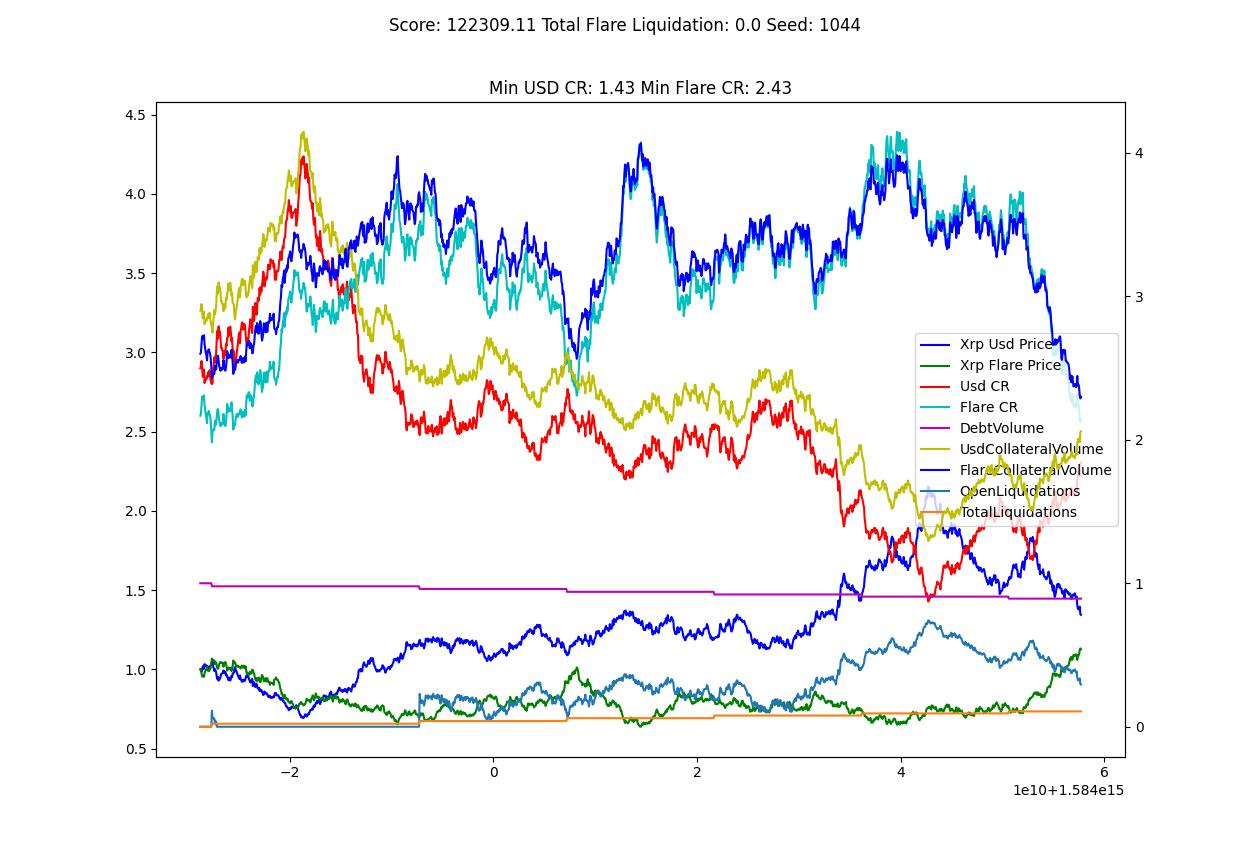 Score: 122309.11 Total Flare Liquidation: 0.0 Seed: 1044
Min USD CR: 1.43 Min Flare CR: 2.43
4.5
4.0
3.5
3.0
2.5
2.0
1.5
1.0
0.5
4
3
2
1
0
Xrp Usd Price
Xrp Flare Price
Usd CR
Flare CR
DebtVolume
UsdCollateralVolume
FlareCollateralVolume
OpenLiquidations
TotalLiquidations
−2 0 2 4 6
1e10+1.584e15